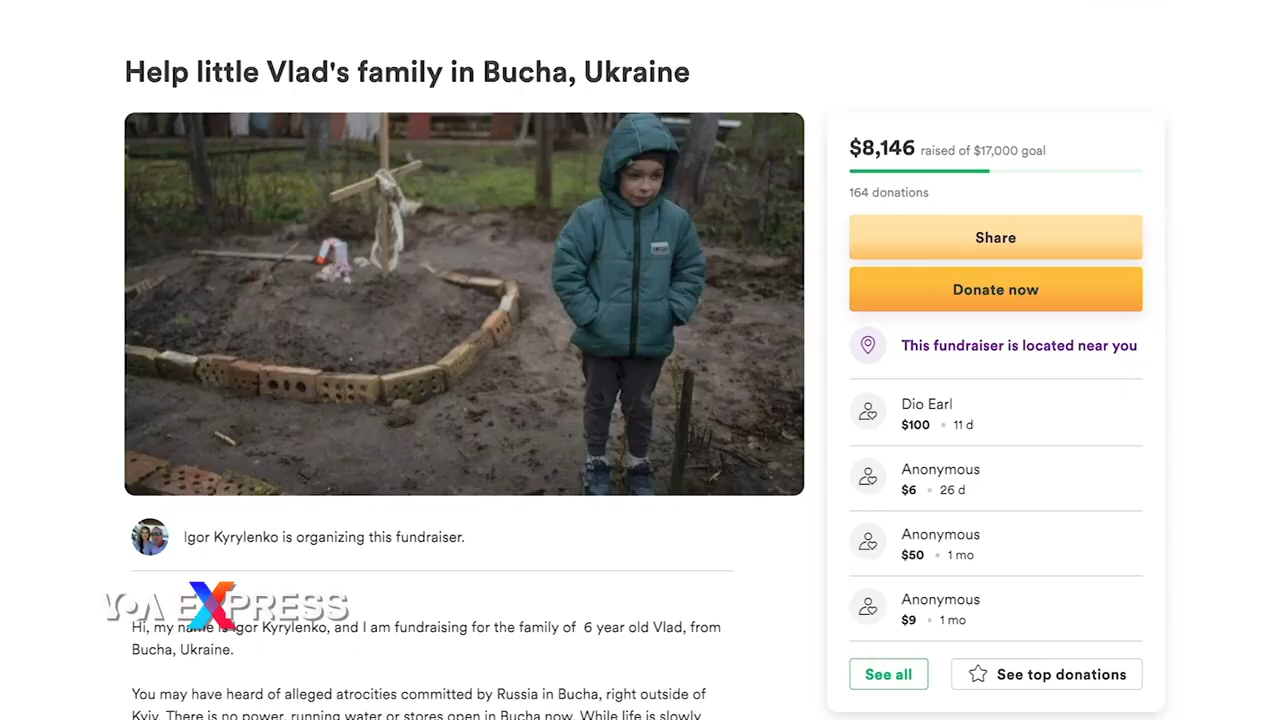 Help little Vlad's family in Bucha, Ukraine
$8,146 raised of $17,000 goal
164 donations
Share
Donate now
This fundraiser is located near you
Dio Earl
$100 • 11 d
Anonymous
$6 • 26 d
Anonymous
$50 • 1 mo
Anonymous
$9 • 1 mo
See all
See top donations
Igor Kyrylenko is organizing this fundraiser.
VOA EXPRESS
Hi, my name is Igor Kyrylenko, and I am fundraising for the family of 6 year old Vlad, from
Bucha, Ukraine.
You may have heard of alleged atrocities committed by Russia in Bucha, right outside of
Kyiv. There is no power, running water or stores open in Bucha now. While life is slowly